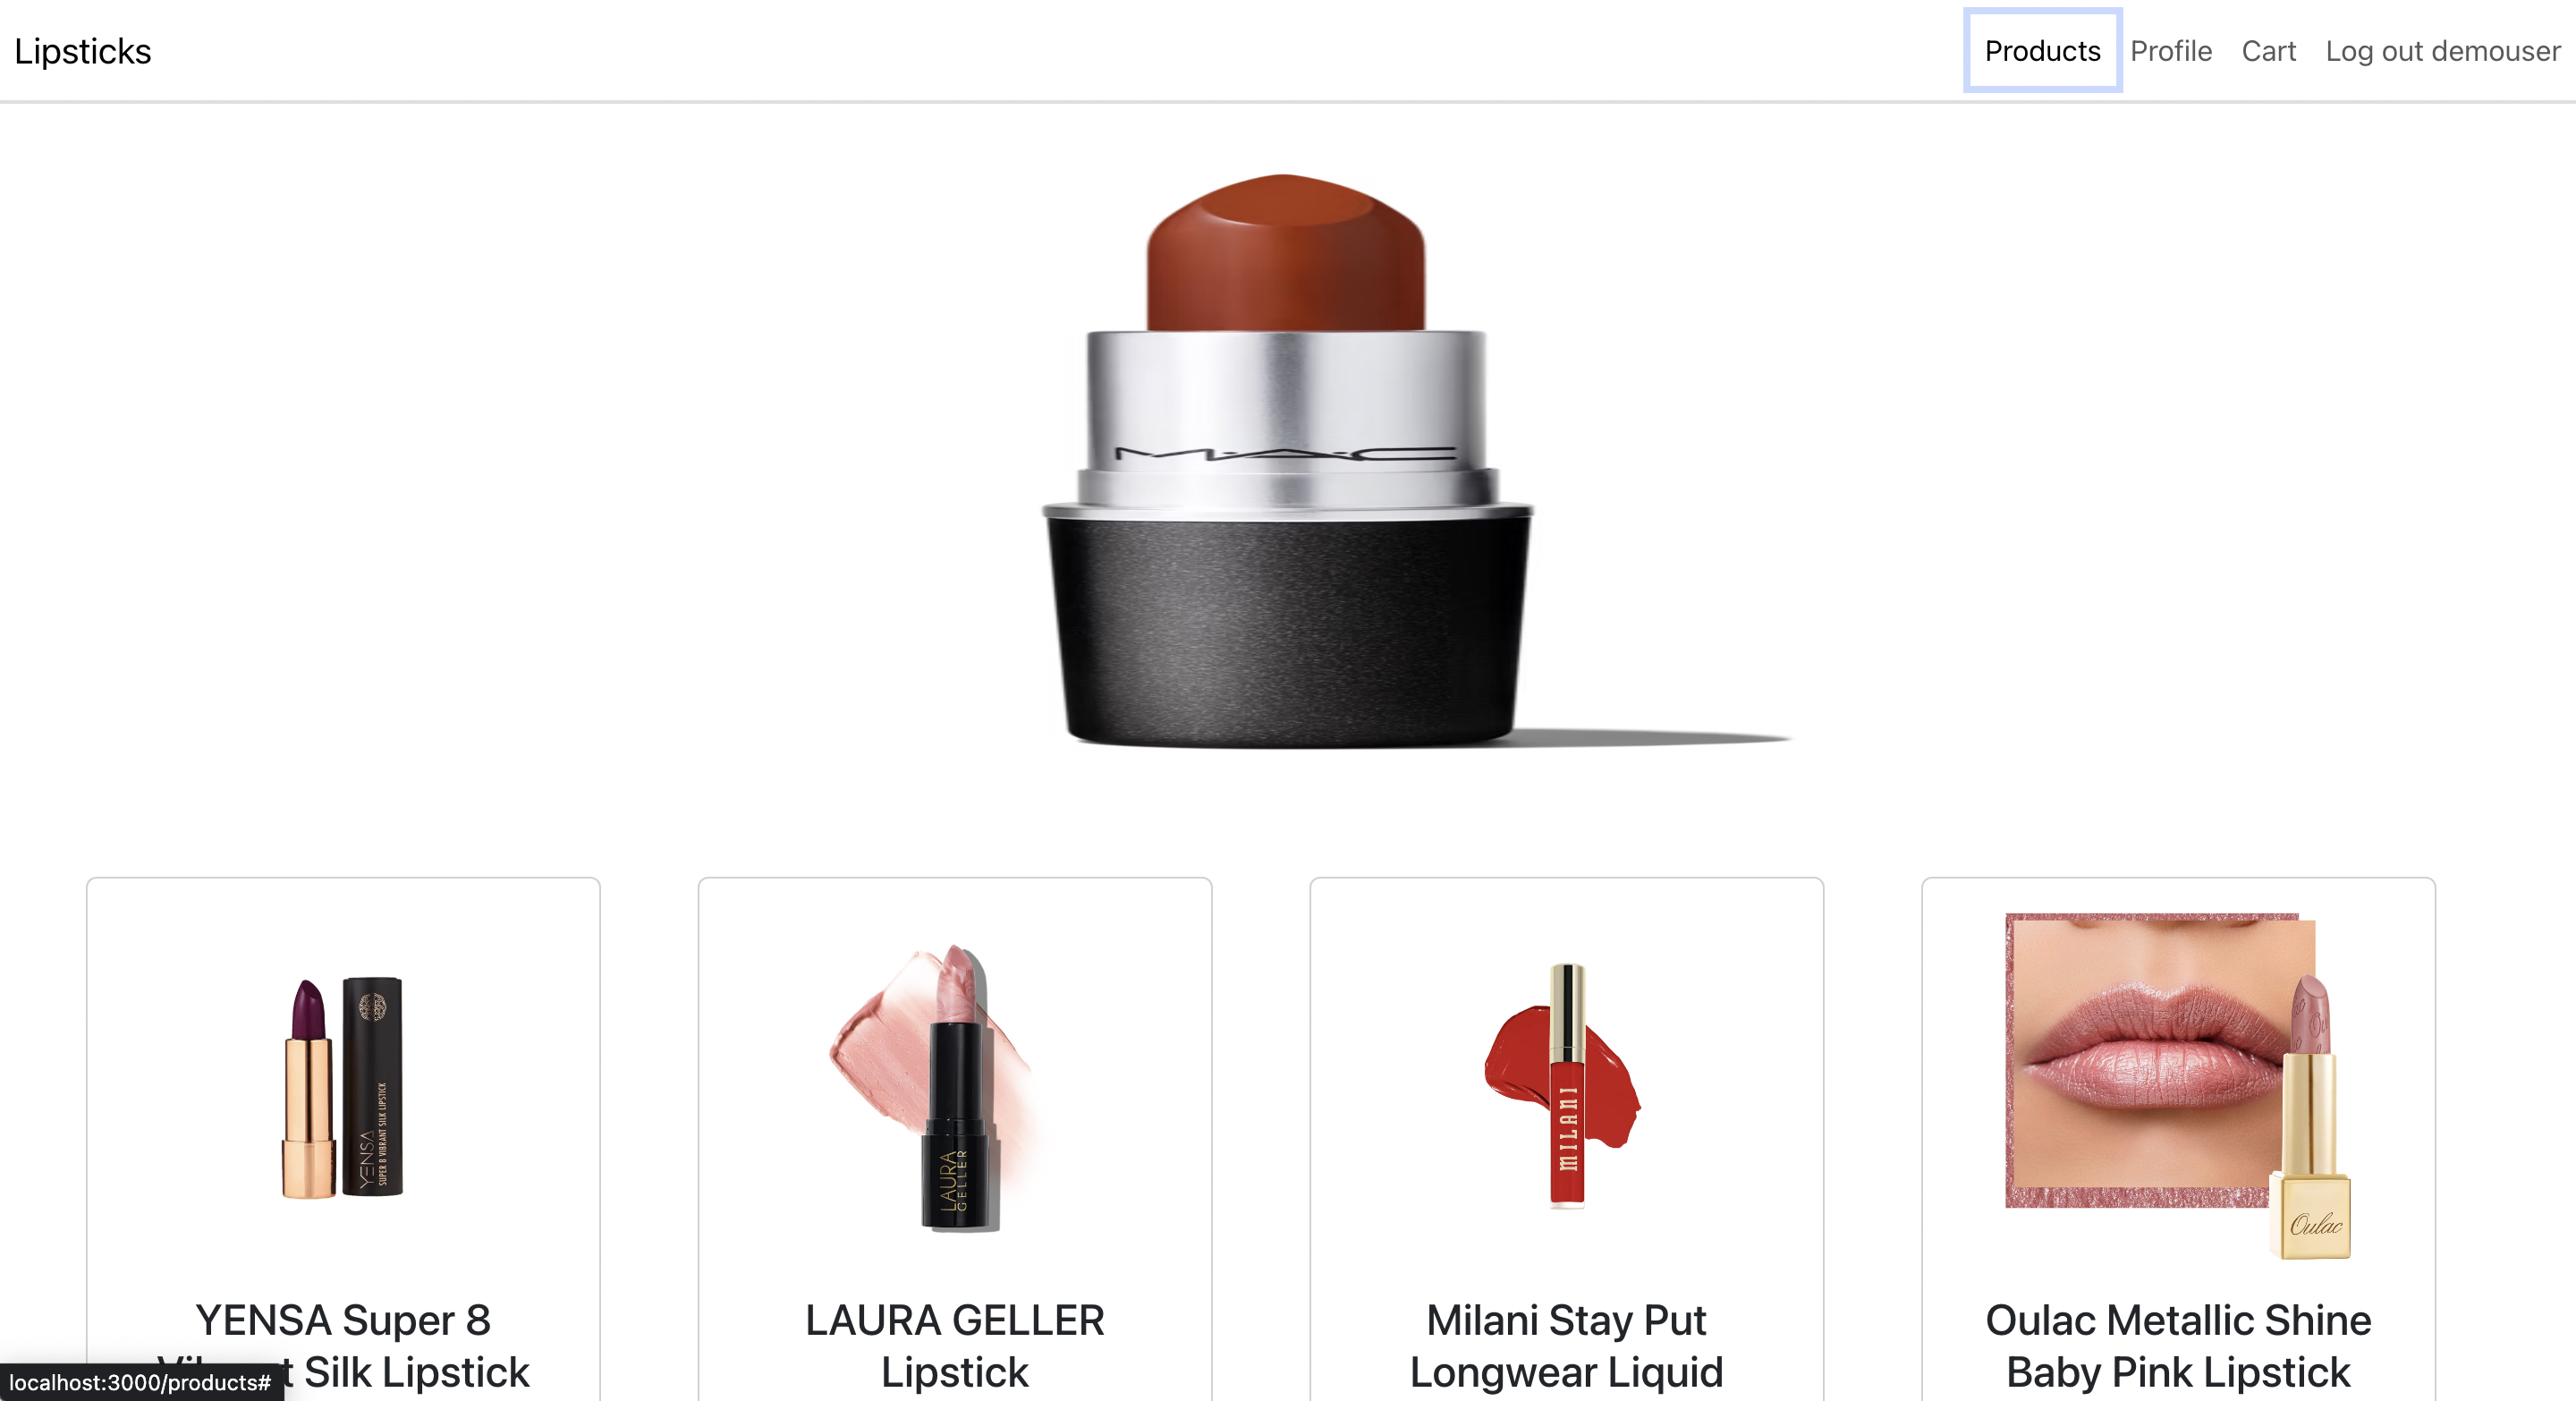 Lipsticks
Products Profile Cart Log out demouser
M·A·C
YENSA
SUPER 8 VIBRANT SILK LIPSTICK
LAURA
GELLER
MILANI
Oulac
YENSA Super 8
Silk Lipstick
LAURA GELLER
Lipstick
Milani Stay Put
Longwear Liquid
Oulac Metallic Shine
Baby Pink Lipstick
localhost:3000/products#